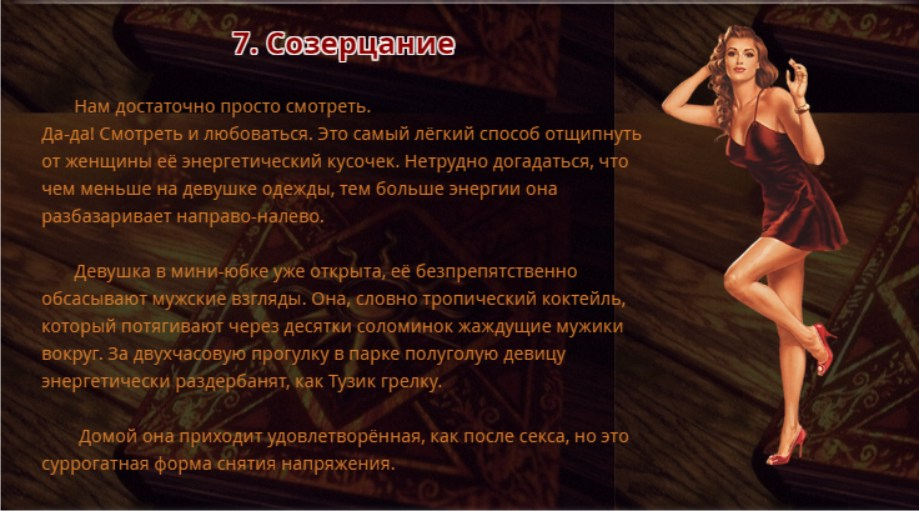 7. Созерцание
Нам достаточно просто смотреть.
Да-да! Смотреть и любоваться. Это самый лёгкий способ отщипнуть
от женщины её энергетический кусочек. Нетрудно догадаться, что
чем меньше на девушке одежды, тем больше энергии она
разбазаривает направо-налево.
Девушка в мини-юбке уже открыта, её безпрепятственно
обсасывают мужские взгляды. Она, словно тропический коктейль,
который потягивают через десятки соломинок жаждущие мужики
вокруг. За двухчасовую прогулку в парке полуголую девицу
энергетически раздербанят, как Тузик грелку.
Домой она приходит удовлетворённая, как после секса, но это
суррогатная форма снятия напряжения.